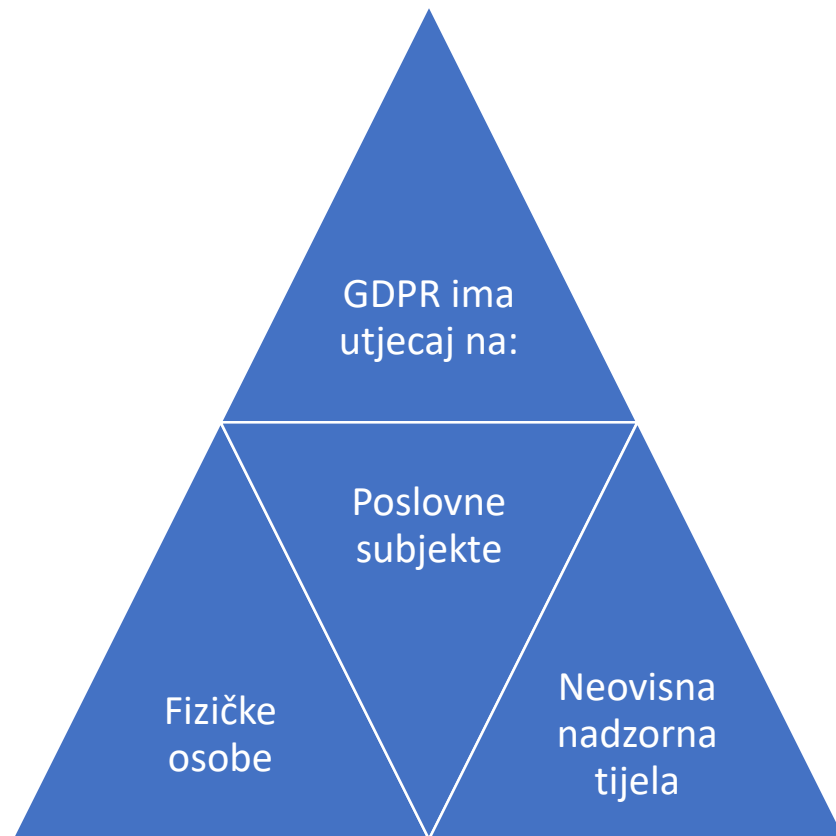 GDPR ima
utjecaj na:
Poslovne
subjekte
Fizičke
osobe
Neovisna
nadzorna
tijela